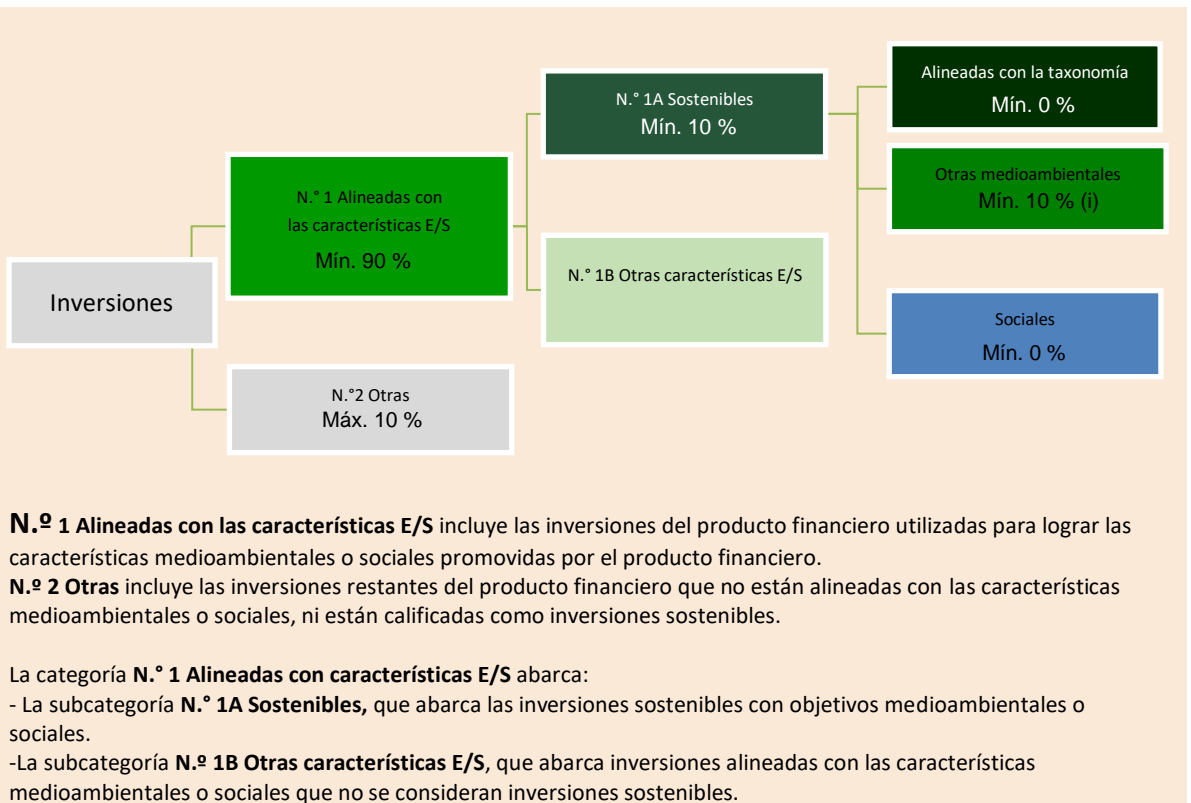 Inversiones
N.° 1 Alineadas con
las características E/S
Mín. 90 %
N.°2 Otras
Máx. 10 %
N.° 1A Sostenibles
Mín. 10 %
N.° 1B Otras características E/S
Alineadas con la taxonomía
Mín. 0 %
Otras medioambientales
Mín. 10 % (i)
Sociales
Mín. 0 %
N.º 1 Alineadas con las características E/S incluye las inversiones del producto financiero utilizadas para lograr las
características medioambientales o sociales promovidas por el producto financiero.
N.º 2 Otras incluye las inversiones restantes del producto financiero que no están alineadas con las características
medioambientales o sociales, ni están calificadas como inversiones sostenibles.
La categoría N.° 1 Alineadas con características E/S abarca:
- La subcategoría N.° 1A Sostenibles, que abarca las inversiones sostenibles con objetivos medioambientales o
sociales.
-La subcategoría N.º 1B Otras características E/S, que abarca inversiones alineadas con las características
medioambientales o sociales que no se consideran inversiones sostenibles.